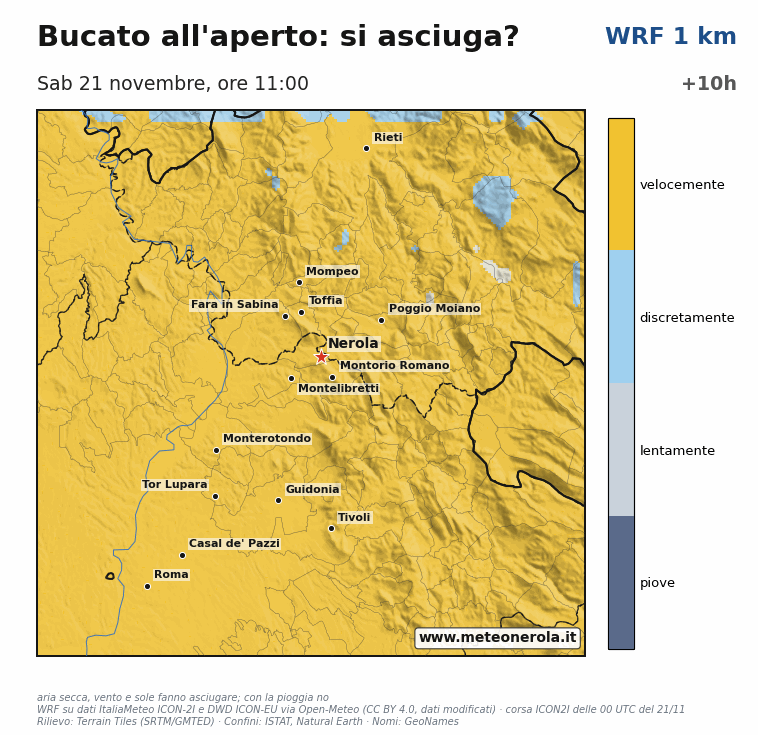 Bucato all'aperto: si asciuga?
WRF 1 km
Sab 21 novembre, ore 11:00
+10h
Rieti
velocemente
Mompeo
Toffia
Fara in Sabina
Poggio Moiano
discretamente
Nerola
Montorio Romano
Montelibretti
Monterotondo
lentamente
Tor Lupara
Guidonia
Tivoli
Casal de' Pazzi
Roma
piove
www.meteonerola.it
aria secca, vento e sole fanno asciugare; con la pioggia no
WRF su dati ItaliaMeteo ICON-2I e DWD ICON-EU via Open-Meteo (CC BY 4.0, dati modificati) · corsa ICON2I delle 00 UTC del 21/11
Rilievo: Terrain Tiles (SRTM/GMTED) · Confini: ISTAT, Natural Earth · Nomi: GeoNames